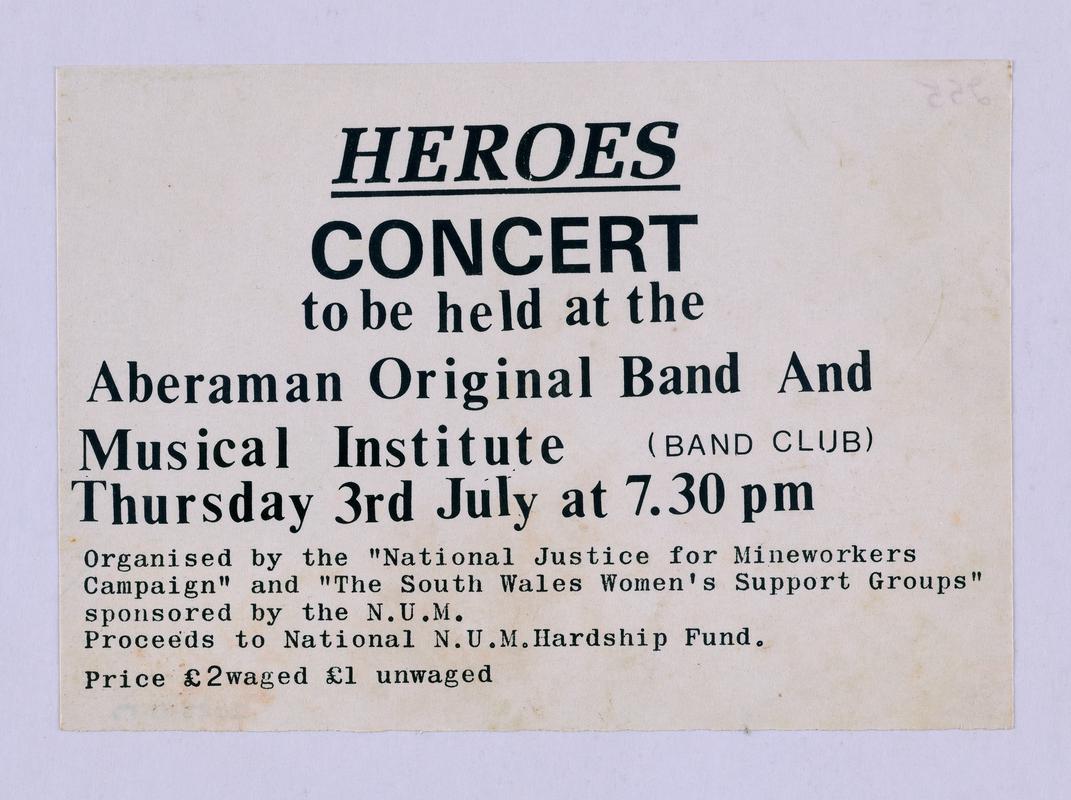 HEROES
CONCERT
to be held at the
Aberaman Original Band And
Musical Institute (BAND CLUB)
Thursday 3rd July at 7.30 pm
Organised by the "National Justice for Mineworkers
Campaign" and "The South Wales Women's Support Groups"
sponsored by the N.U.M.
Proceeds to National N.U.M.Hardship Fund.
Price £2waged £1 unwaged